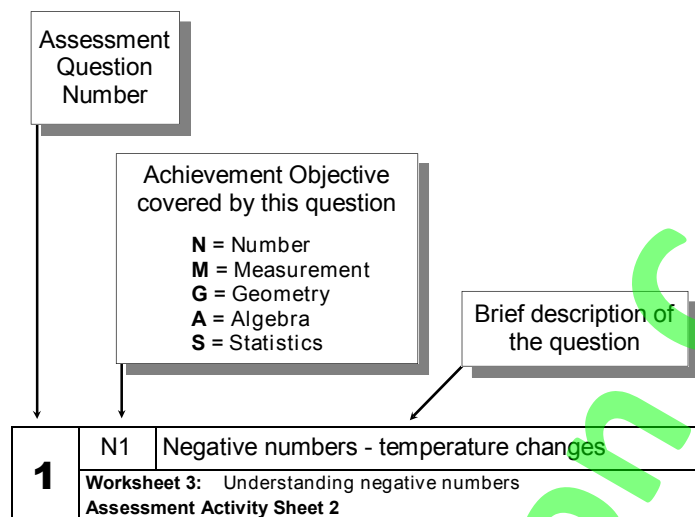 Assessment
Question
Number
Achievement Objective
covered by this question
N = Number
M = Measurement
G = Geometry
A = Algebra
S = Statistics
Brief description of
the question
1
N1 Negative numbers - temperature changes
Worksheet 3: Understanding negative numbers
Assessment Activity Sheet 2